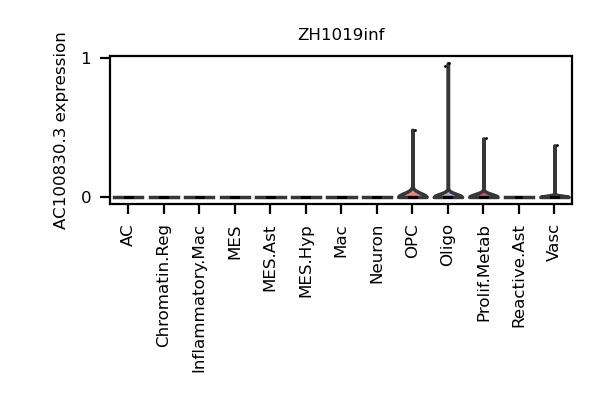 ZH1019inf
AC100830.3 expression
1
0
AC
Chromatin.Reg
Inflammatory.Mac
MES
MES.Ast
MES.Hyp
Mac
Neuron
OPC
Oligo
Prolif.Metab
Reactive.Ast
Vasc